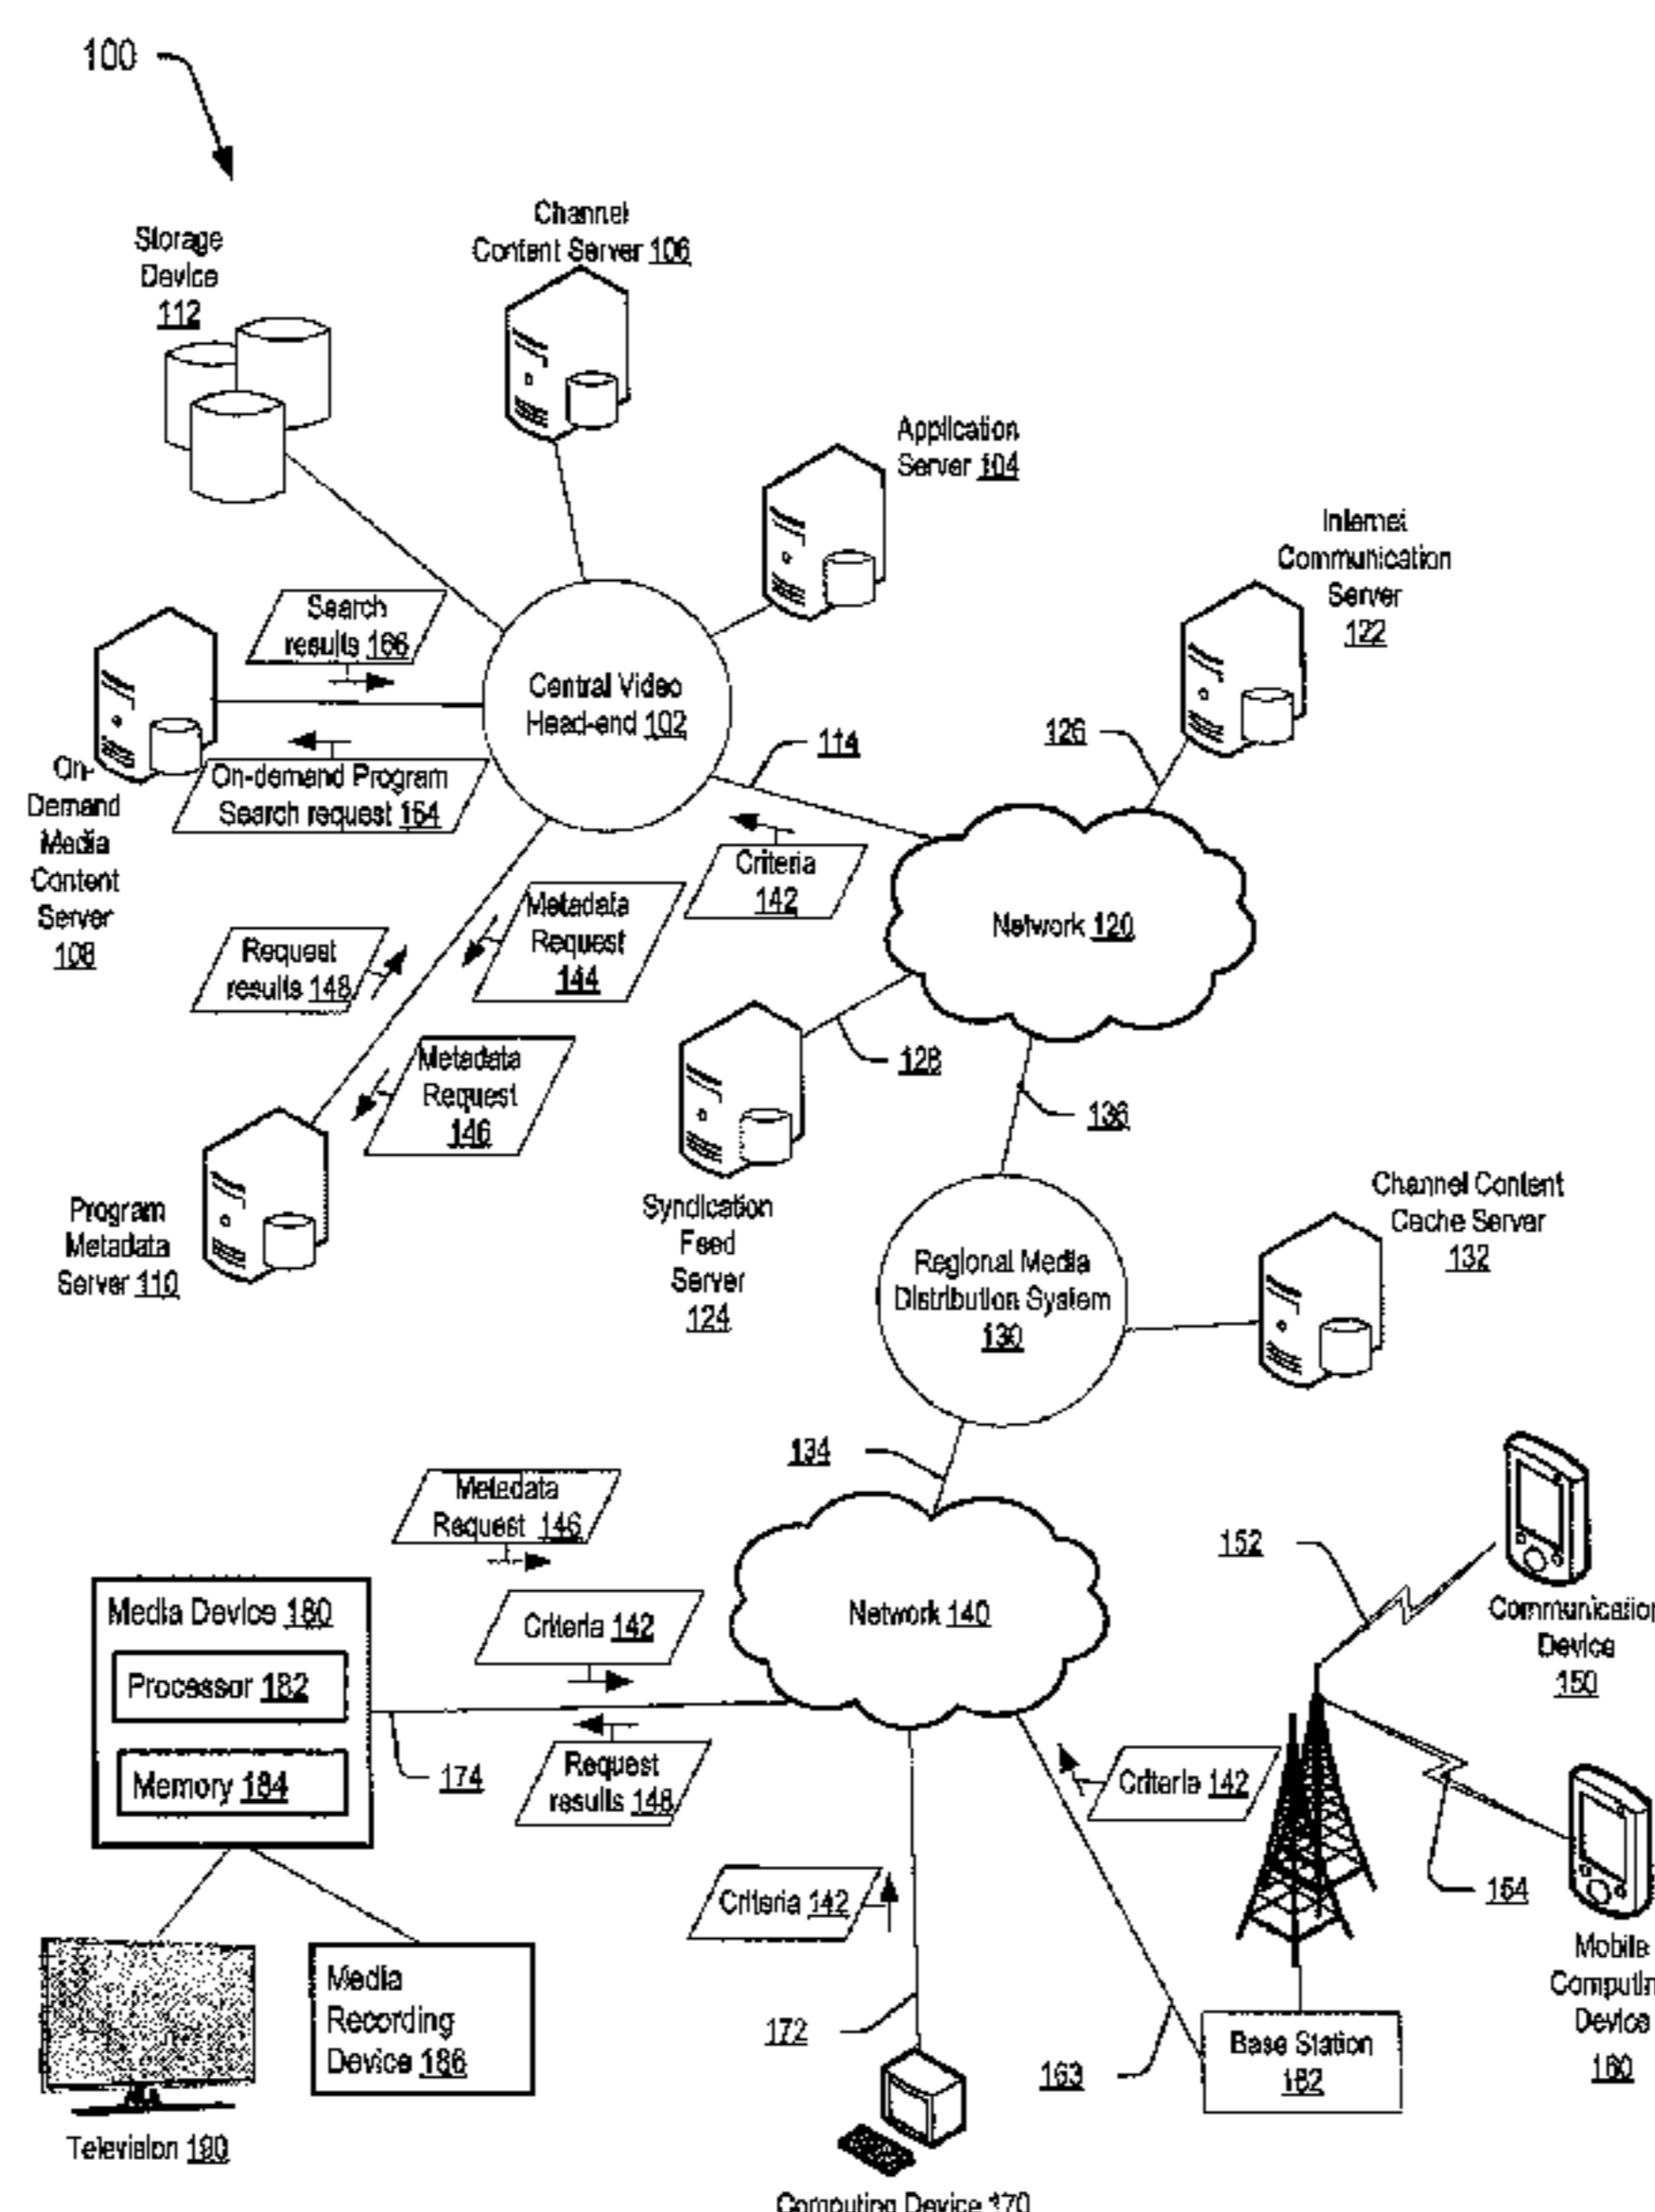 100
Storage
Device
112
Channel
Content Server 106
Application
Server 104
Internet
Communication
Server
122
Search
results 166
Central Video
Head-end 102
114
126
On-
Demand
Media
Content
Server
108
On-demand Program
Search request 164
Criteria
142
Metadata
Request
144
Network 120
Request
results 148
128
Metadata
Request
146
136
Program
Metadata
Server 110
Syndication
Feed
Server
124
Regional Media
Distribution System
130
Channel Content
Cache Server
132
134
Metadata
Request 146
152
Media Device 180
Processor 182
Memory 184
Criteria 142
Network 140
Communication
Device
150
174
Request
results 148
Criteria 142
154
Criteria 142
Media
Recording
Device 186
172
163
Base Station
162
Mobile
Computin
Device
160
Television 190
Computing Device 170